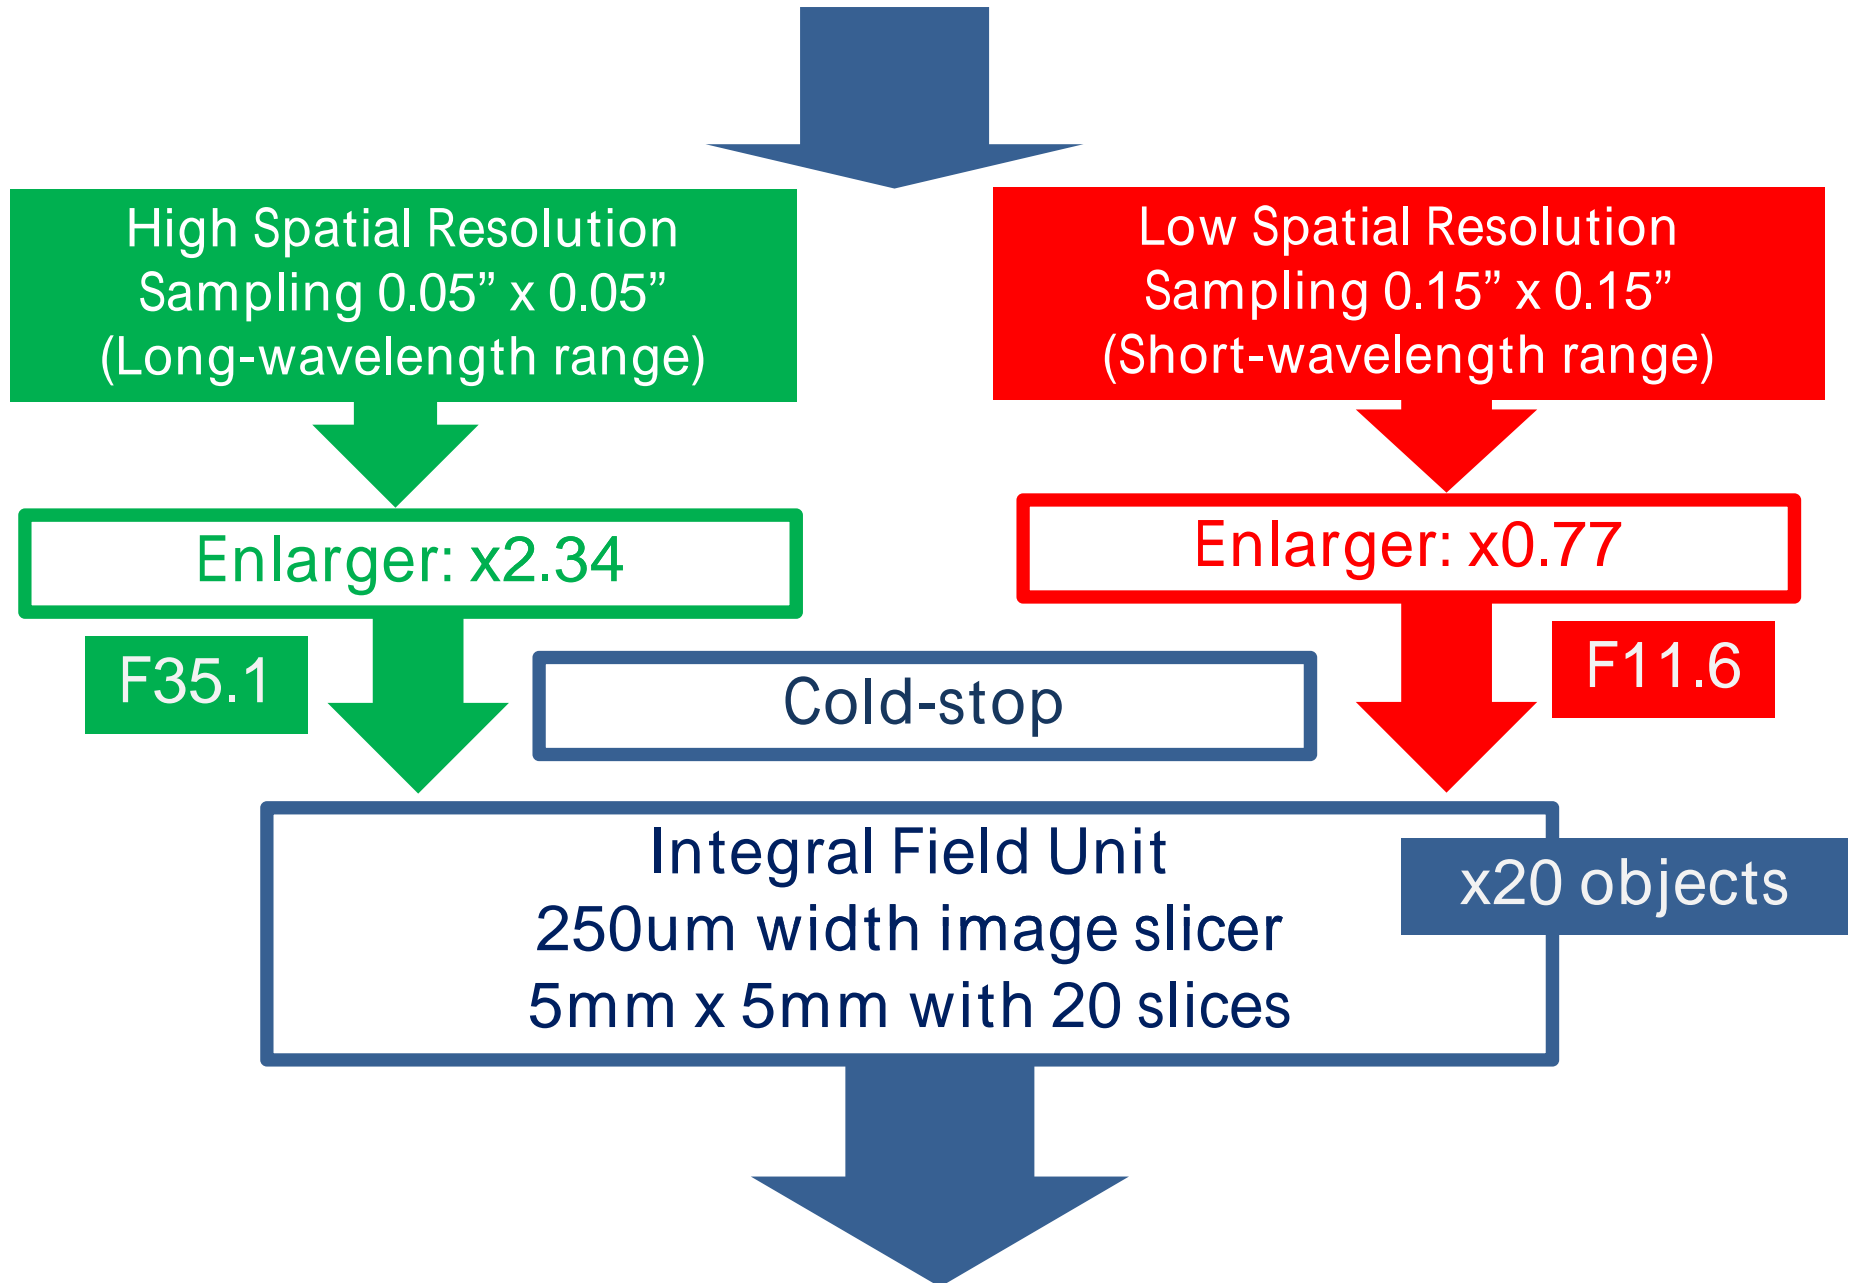 High Spatial Resolution
Sampling 0.05” x 0.05”
(Long-wavelength range)
Low Spatial Resolution
Sampling 0.15” x 0.15”
(Short-wavelength range)
Enlarger: x2.34
Enlarger: x0.77
F35.1
Cold-stop
F11.6
Integral Field Unit
250um width image slicer
5mm x 5mm with 20 slices
x20 objects